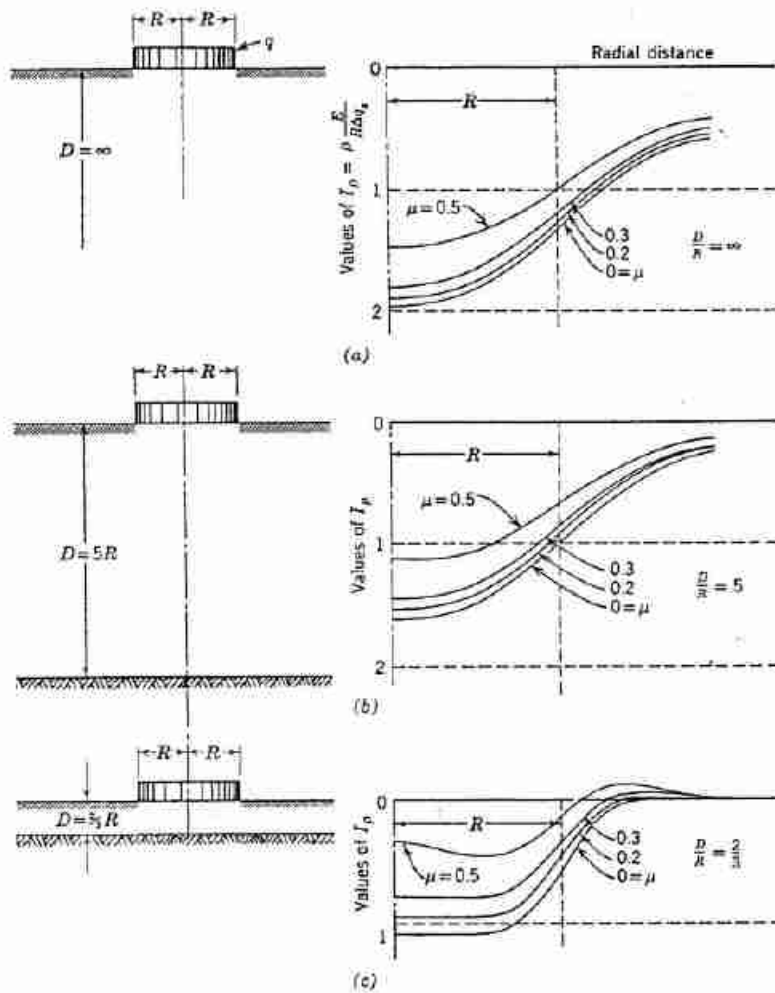 (a)
R R
q
D = ∞
Radial distance
0
R
Values of I_ρ = ρ E / RΔq_s
1
μ = 0.5
0.3
0.2
0 = μ
D/R = ∞
2
(a)
R R
D = 5R
0
R
Values of I_ρ
μ = 0.5
1
0.3
0.2
0 = μ
D/R = 5
2
(b)
R R
D = ⅔R
0
R
Values of I_ρ
μ = 0.5
0.3
0.2
0 = μ
D/R = 2/3
1
(c)